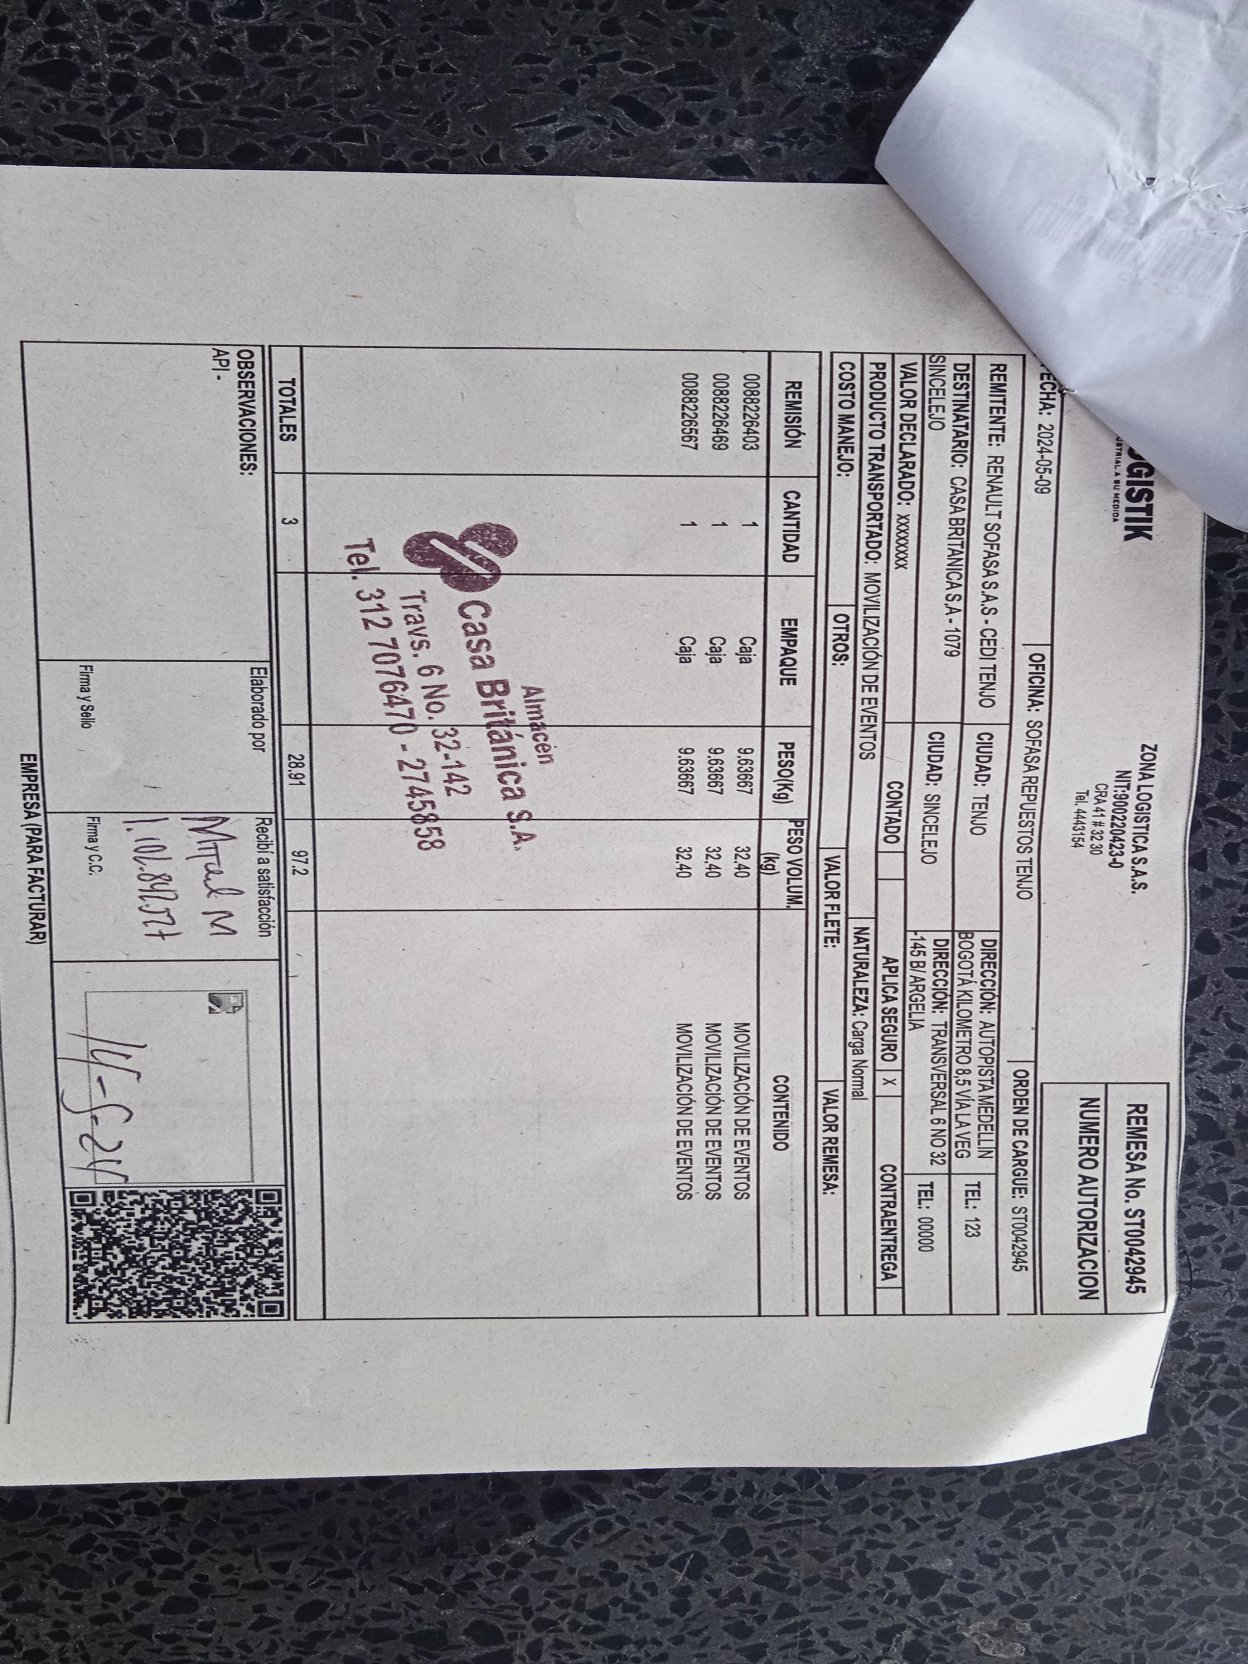 OGISTIK
USTRIAL A SU MEDIDA
ZONA LOGISTICA S.A.S.
NIT:900220423-0
CRA 41 # 32 30
Tel. 4443154
REMESA No. ST0042945
NUMERO AUTORIZACION
FECHA: 2024-05-09 OFICINA: SOFASA REPUESTOS TENJO ORDEN DE CARGUE: ST0042945
REMITENTE: RENAULT SOFASA S.A.S - CEDI TENJO CIUDAD: TENJO DIRECCIÓN: AUTOPISTA MEDELLIN BOGOTÁ KILOMETRO 8,5 VÍA LA VEG TEL: 123
DESTINATARIO: CASA BRITANICA S.A - 1079 SINCELEJO CIUDAD: SINCELEJO DIRECCIÓN: TRANSVERSAL 6 NO 32 -145 B/ ARGELIA TEL: 00000
VALOR DECLARADO: xxxxxxxx CONTADO APLICA SEGURO X CONTRAENTREGA
PRODUCTO TRANSPORTADO: MOVILIZACIÓN DE EVENTOS NATURALEZA: Carga Normal
COSTO MANEJO: OTROS: VALOR FLETE: VALOR REMESA:
REMISIÓN CANTIDAD EMPAQUE PESO(Kg) PESO VOLUM. (kg) CONTENIDO
0088226403 1 Caja 9.63667 32,40 MOVILIZACIÓN DE EVENTOS
0088226469 1 Caja 9.63667 32,40 MOVILIZACIÓN DE EVENTOS
0088226567 1 Caja 9.63667 32,40 MOVILIZACIÓN DE EVENTOS
Almacén
Casa Británica S.A.
Travs. 6 No. 32-142
Tel. 312 7076470 - 2745858
TOTALES 3 28.91 97.2
OBSERVACIONES:
API -
Elaborado por
Firma y Sello
Recibí a satisfacción
Firma y C.C.
14-5-24
EMPRESA (PARA FACTURAR)